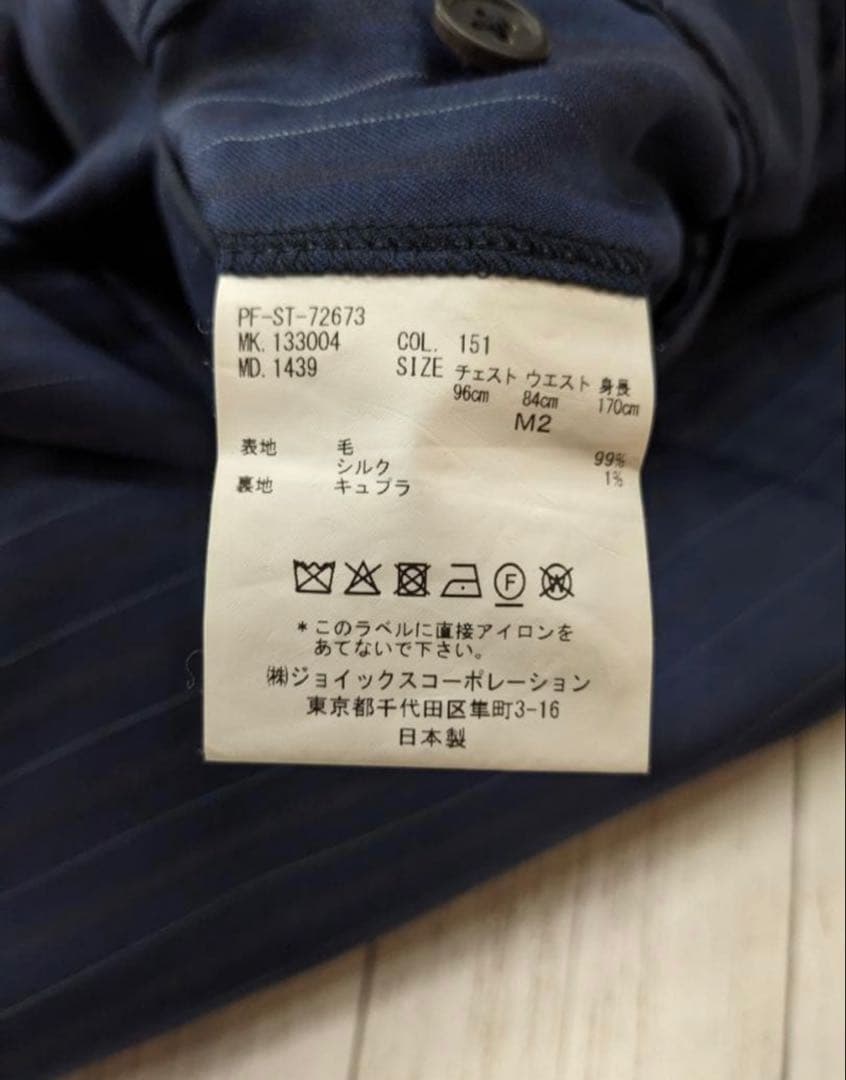 PF-ST-72673
MK. 133004 COL. 151
MD. 1439 SIZE チェスト ウエスト 身長
96cm 84cm 170cm
M2
表地 毛 99%
シルク 1%
裏地 キュプラ
F W
*このラベルに直接アイロンを
あてないで下さい。
㈱ジョイックスコーポレーション
東京都千代田区隼町3-16
日本製